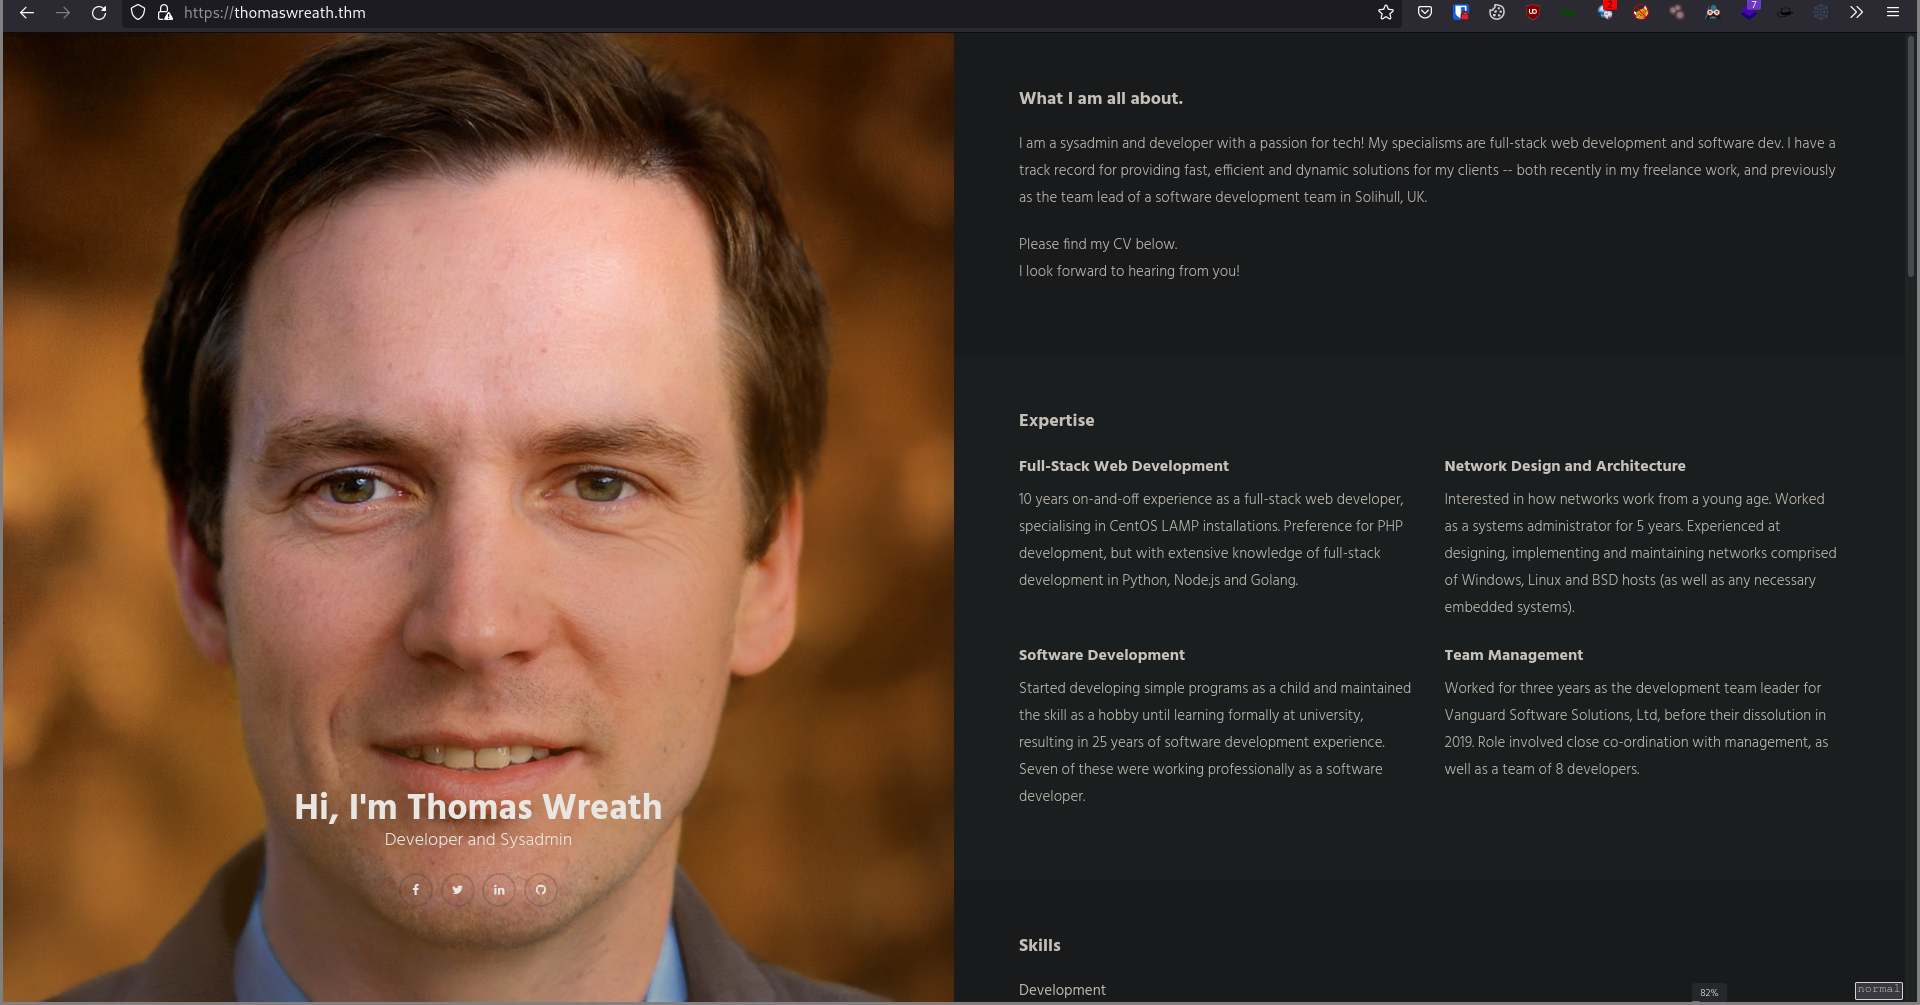 https://thomaswreath.thm
2
7
What I am all about.
I am a sysadmin and developer with a passion for tech! My specialisms are full-stack web development and software dev. I have a
track record for providing fast, efficient and dynamic solutions for my clients -- both recently in my freelance work, and previously
as the team lead of a software development team in Solihull, UK.
Please find my CV below.
I look forward to hearing from you!
Expertise
Full-Stack Web Development
10 years on-and-off experience as a full-stack web developer,
specialising in CentOS LAMP installations. Preference for PHP
development, but with extensive knowledge of full-stack
development in Python, Node.js and Golang.
Network Design and Architecture
Interested in how networks work from a young age. Worked
as a systems administrator for 5 years. Experienced at
designing, implementing and maintaining networks comprised
of Windows, Linux and BSD hosts (as well as any necessary
embedded systems).
Software Development
Started developing simple programs as a child and maintained
the skill as a hobby until learning formally at university,
resulting in 25 years of software development experience.
Seven of these were working professionally as a software
developer.
Team Management
Worked for three years as the development team leader for
Vanguard Software Solutions, Ltd, before their dissolution in
2019. Role involved close co-ordination with management, as
well as a team of 8 developers.
Hi, I'm Thomas Wreath
Developer and Sysadmin
Skills
Development
82%
normal